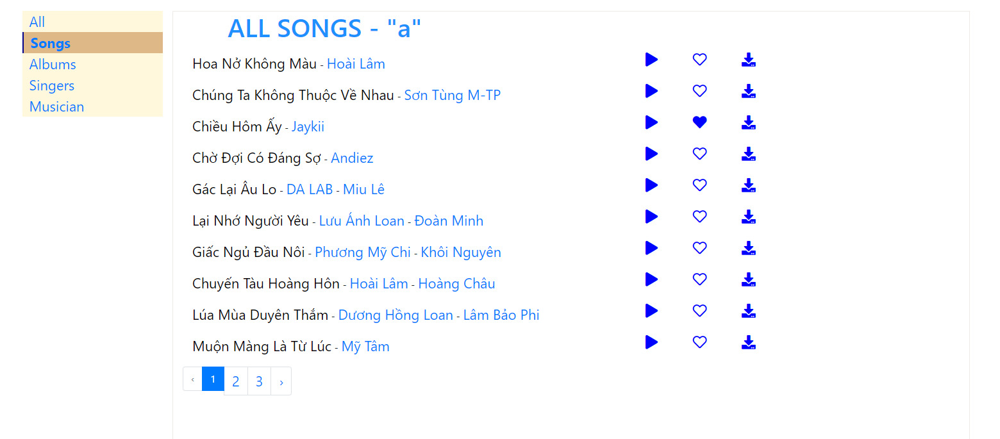 All
Songs
Albums
Singers
Musician
ALL SONGS - "a"
Hoa Nở Không Màu - Hoài Lâm
Chúng Ta Không Thuộc Về Nhau - Sơn Tùng M-TP
Chiều Hôm Ấy - Jaykii
Chờ Đợi Có Đáng Sợ - Andiez
Gác Lại Âu Lo - DA LAB - Miu Lê
Lại Nhớ Người Yêu - Lưu Ánh Loan - Đoàn Minh
Giấc Ngủ Đầu Nôi - Phương Mỹ Chi - Khôi Nguyên
Chuyến Tàu Hoàng Hôn - Hoài Lâm - Hoàng Châu
Lúa Mùa Duyên Thắm - Dương Hồng Loan - Lâm Bảo Phi
Muộn Màng Là Từ Lúc - Mỹ Tâm
‹ 1 2 3 ›